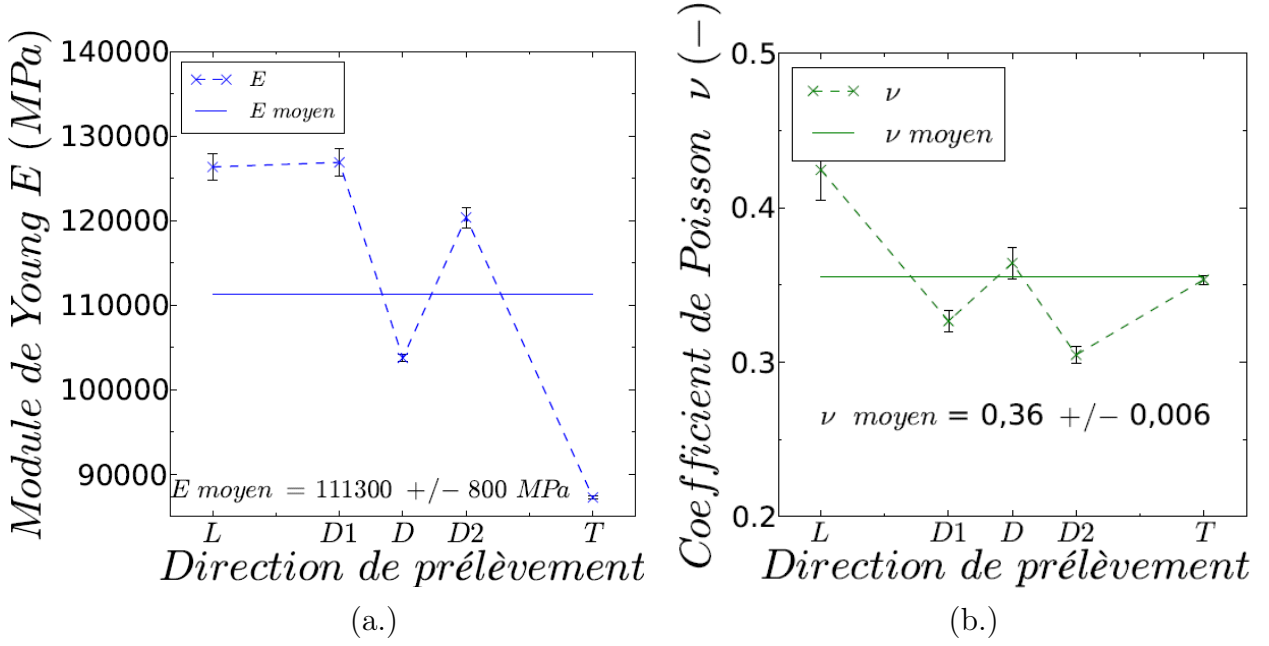 Module de Young E (MPa)
140000
130000
120000
110000
100000
90000
E
E moyen
E moyen = 111300 +/− 800 MPa
L D1 D D2 T
Direction de prélèvement
(a.)
Coefficient de Poisson ν (−)
0.5
0.4
0.3
0.2
ν
ν moyen
ν moyen = 0,36 +/− 0,006
L D1 D D2 T
Direction de prélèvement
(b.)